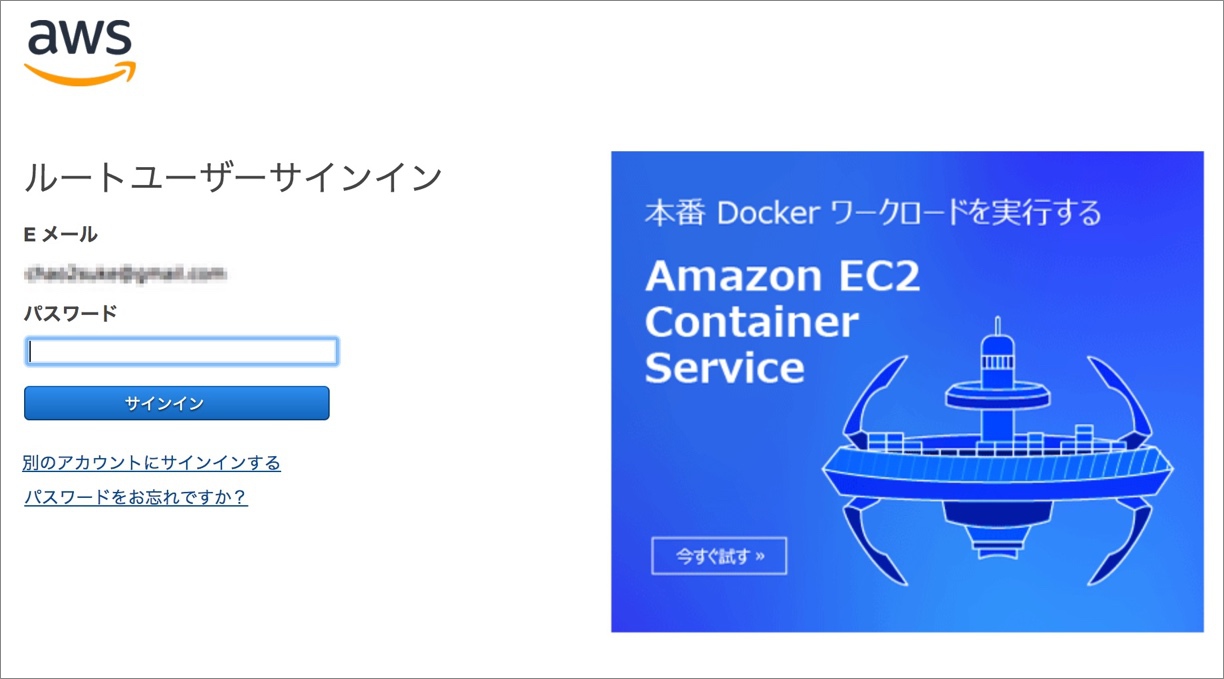 aws
ルートユーザーサインイン
E メール
パスワード
サインイン
別のアカウントにサインインする
パスワードをお忘れですか？
本番 Docker ワークロードを実行する
Amazon EC2
Container
Service
今すぐ試す »